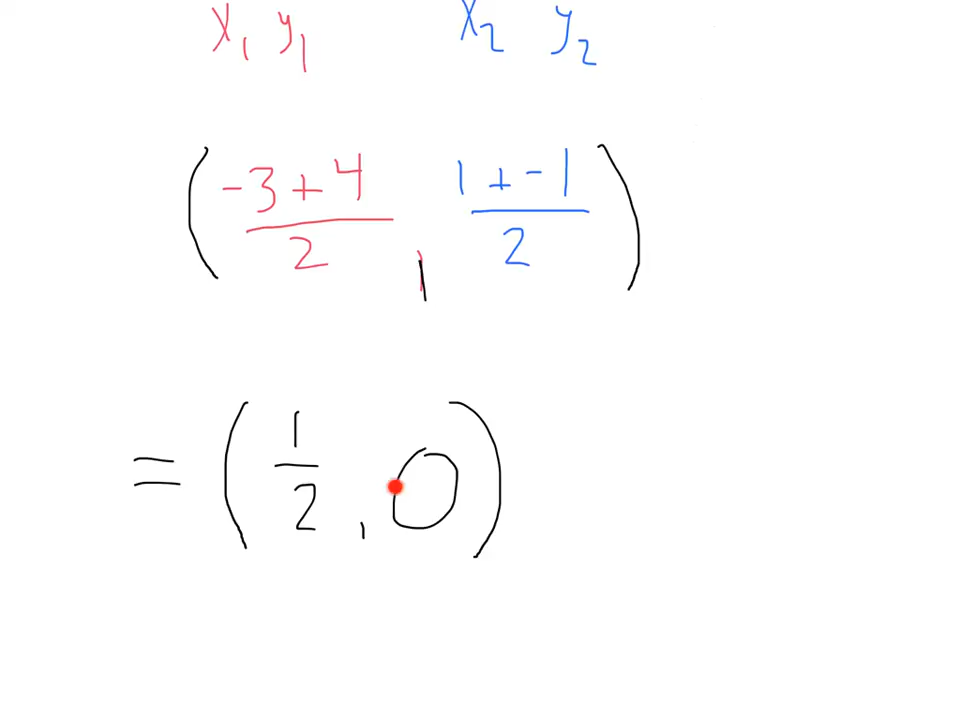 x₁ y₁ x₂ y₂
(-3+4/2, 1+-1/2)
= (1/2, 0)